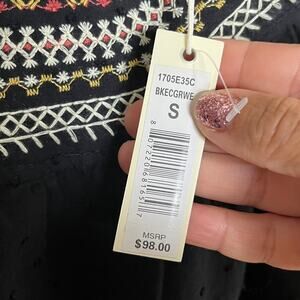 1705E35C
BKECGRWE
S
MSRP
$98.00